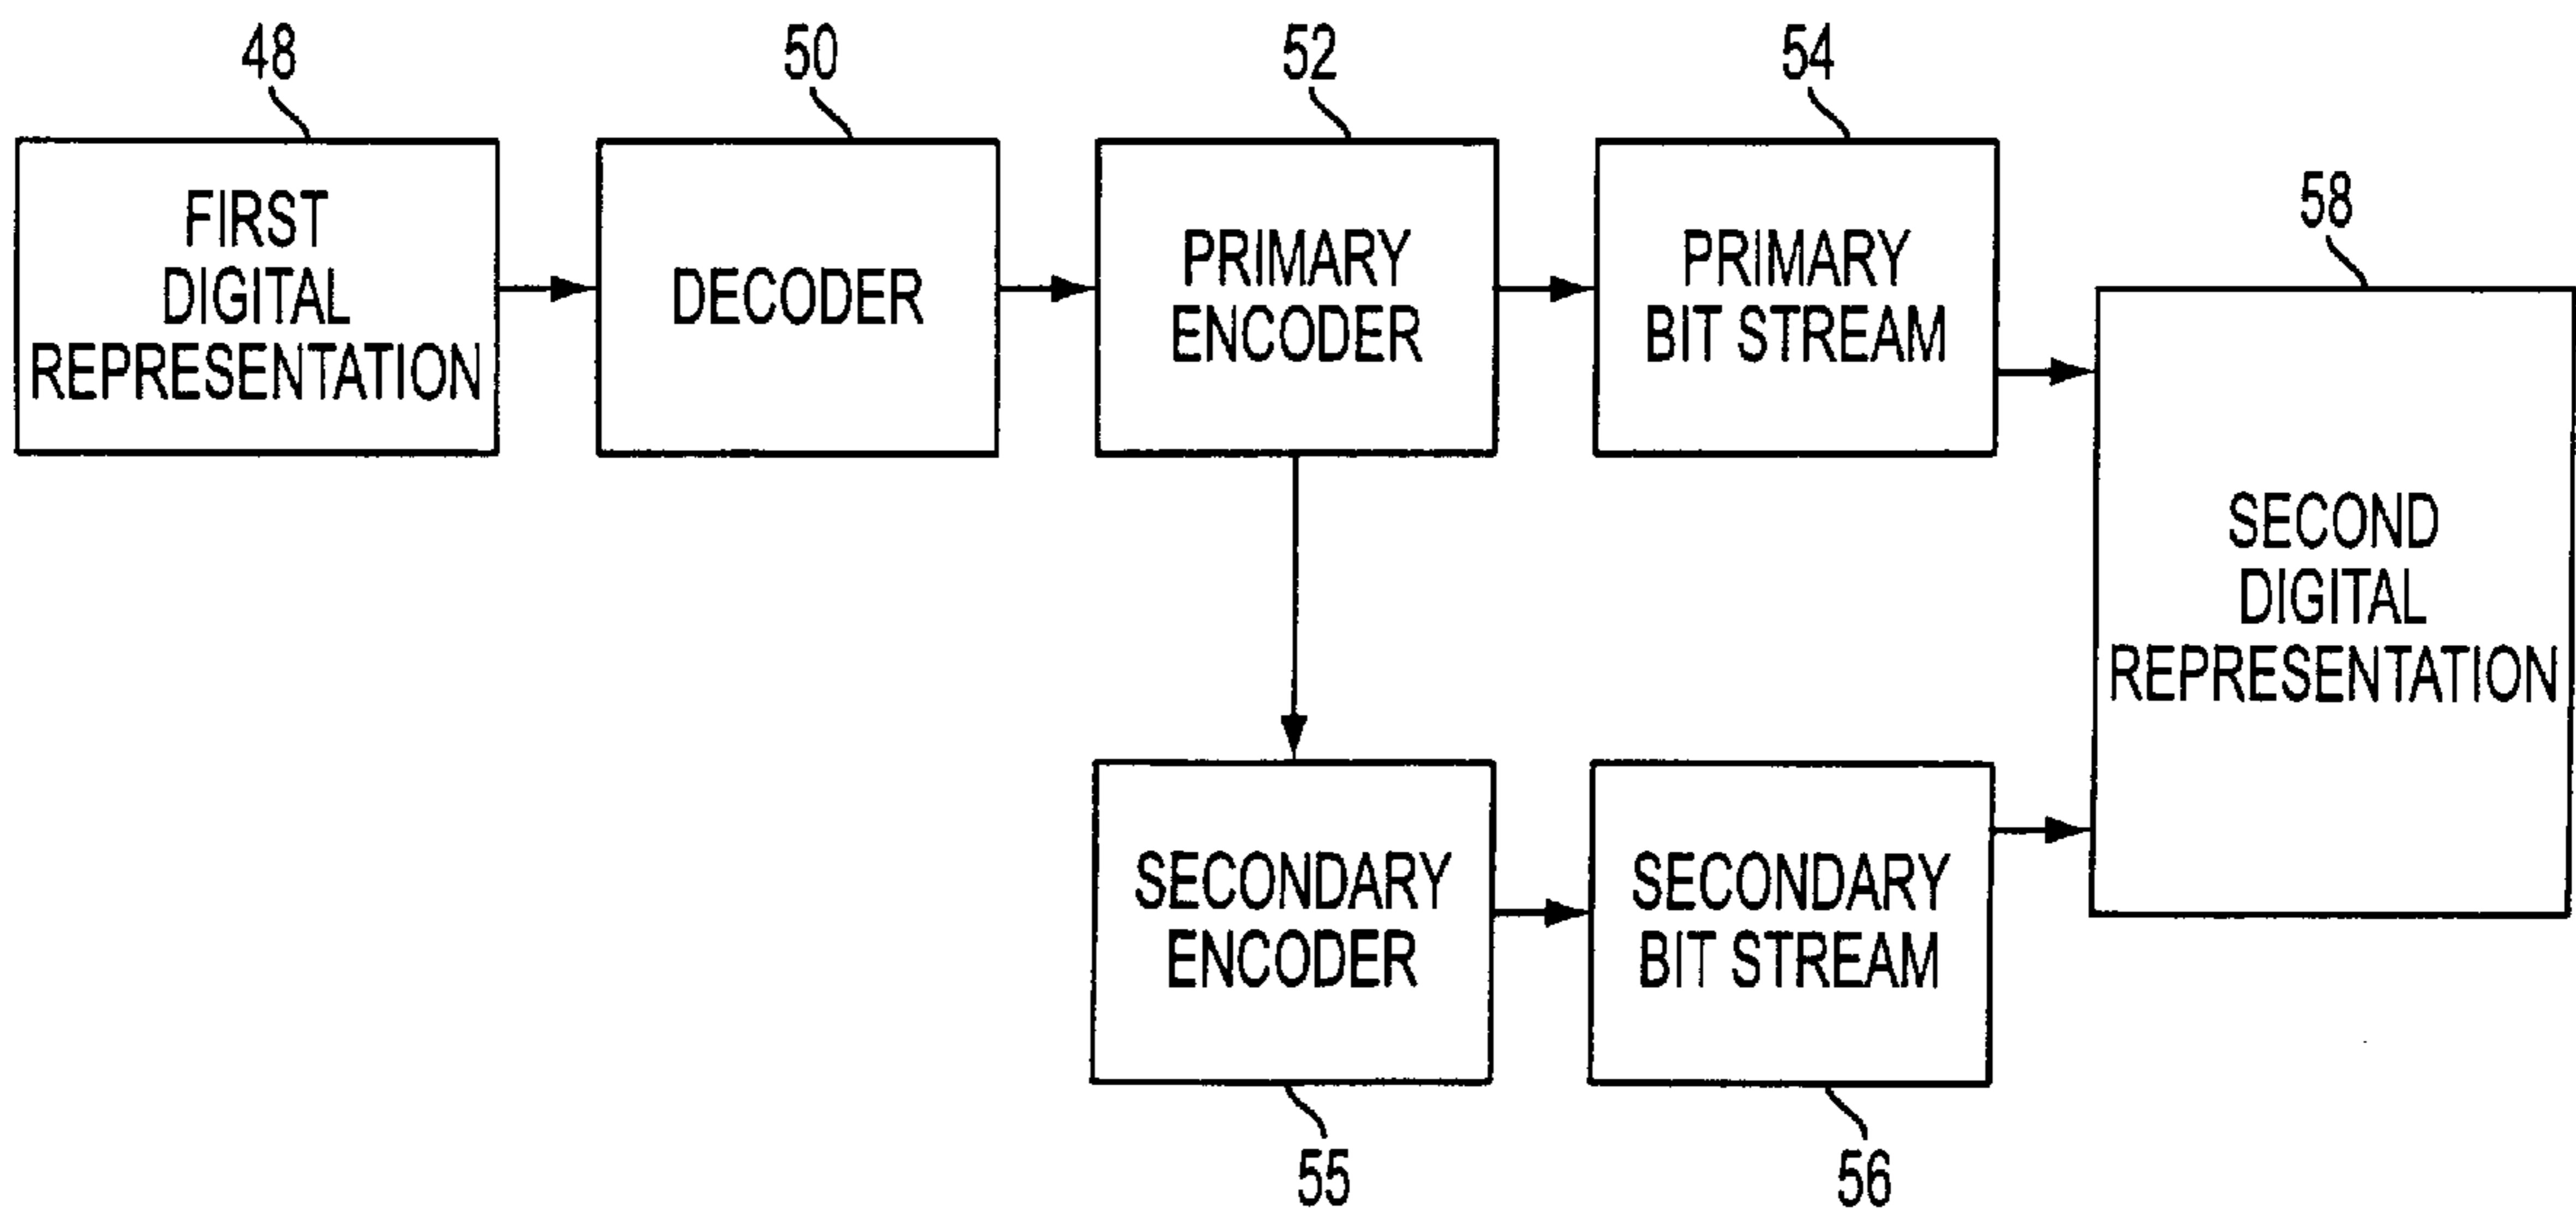 48
50
52
54
58
FIRST
DIGITAL
REPRESENTATION
DECODER
PRIMARY
ENCODER
PRIMARY
BIT STREAM
SECOND
DIGITAL
REPRESENTATION
SECONDARY
ENCODER
SECONDARY
BIT STREAM
55
56